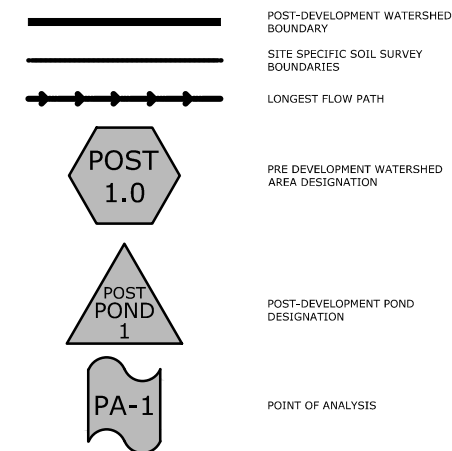 POST-DEVELOPMENT WATERSHED
BOUNDARY
SITE SPECIFIC SOIL SURVEY
BOUNDARIES
LONGEST FLOW PATH
POST
1.0
PRE DEVELOPMENT WATERSHED
AREA DESIGNATION
POST
POND
1
POST-DEVELOPMENT POND
DESIGNATION
PA-1
POINT OF ANALYSIS